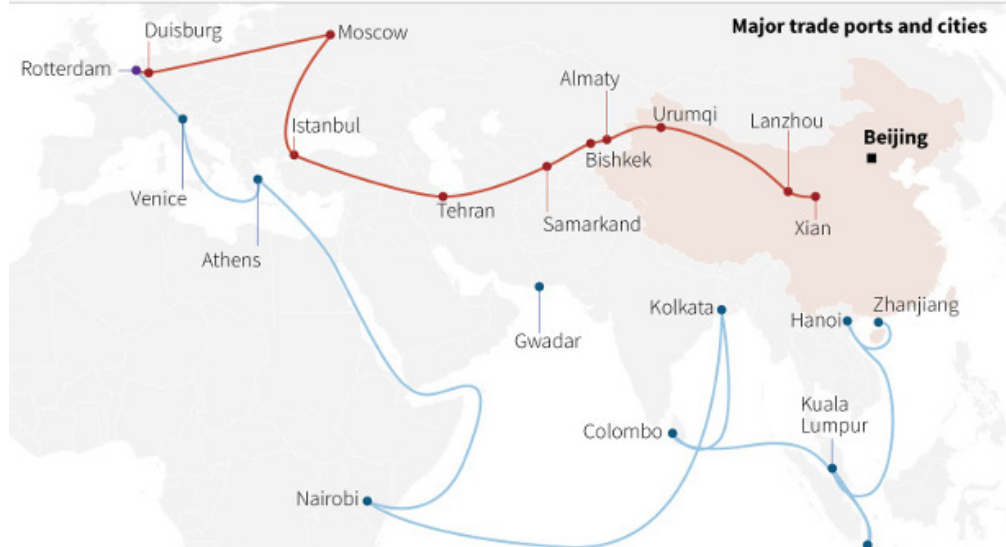 Major trade ports and cities
Duisburg
Moscow
Rotterdam
Almaty
Urumqi
Lanzhou
Istanbul
Beijing
Bishkek
Venice
Tehran
Samarkand
Xian
Athens
Kolkata
Zhanjiang
Hanoi
Gwadar
Kuala
Lumpur
Colombo
Nairobi